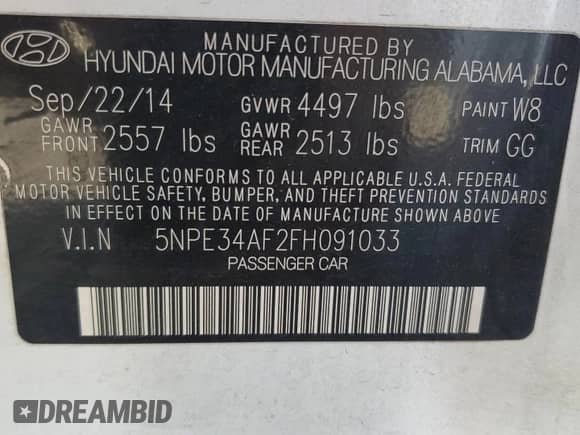 MANUFACTURED BY
HYUNDAI MOTOR MANUFACTURING ALABAMA, LLC
Sep/22/14 GVWR 4497 lbs PAINT W8
GAWR FRONT 2557 lbs GAWR REAR 2513 lbs TRIM GG
THIS VEHICLE CONFORMS TO ALL APPLICABLE U.S.A. FEDERAL
MOTOR VEHICLE SAFETY, BUMPER, AND THEFT PREVENTION STANDARDS
IN EFFECT ON THE DATE OF MANUFACTURE SHOWN ABOVE.
V.I.N 5NPE34AF2FH091033
PASSENGER CAR
DREAMBID